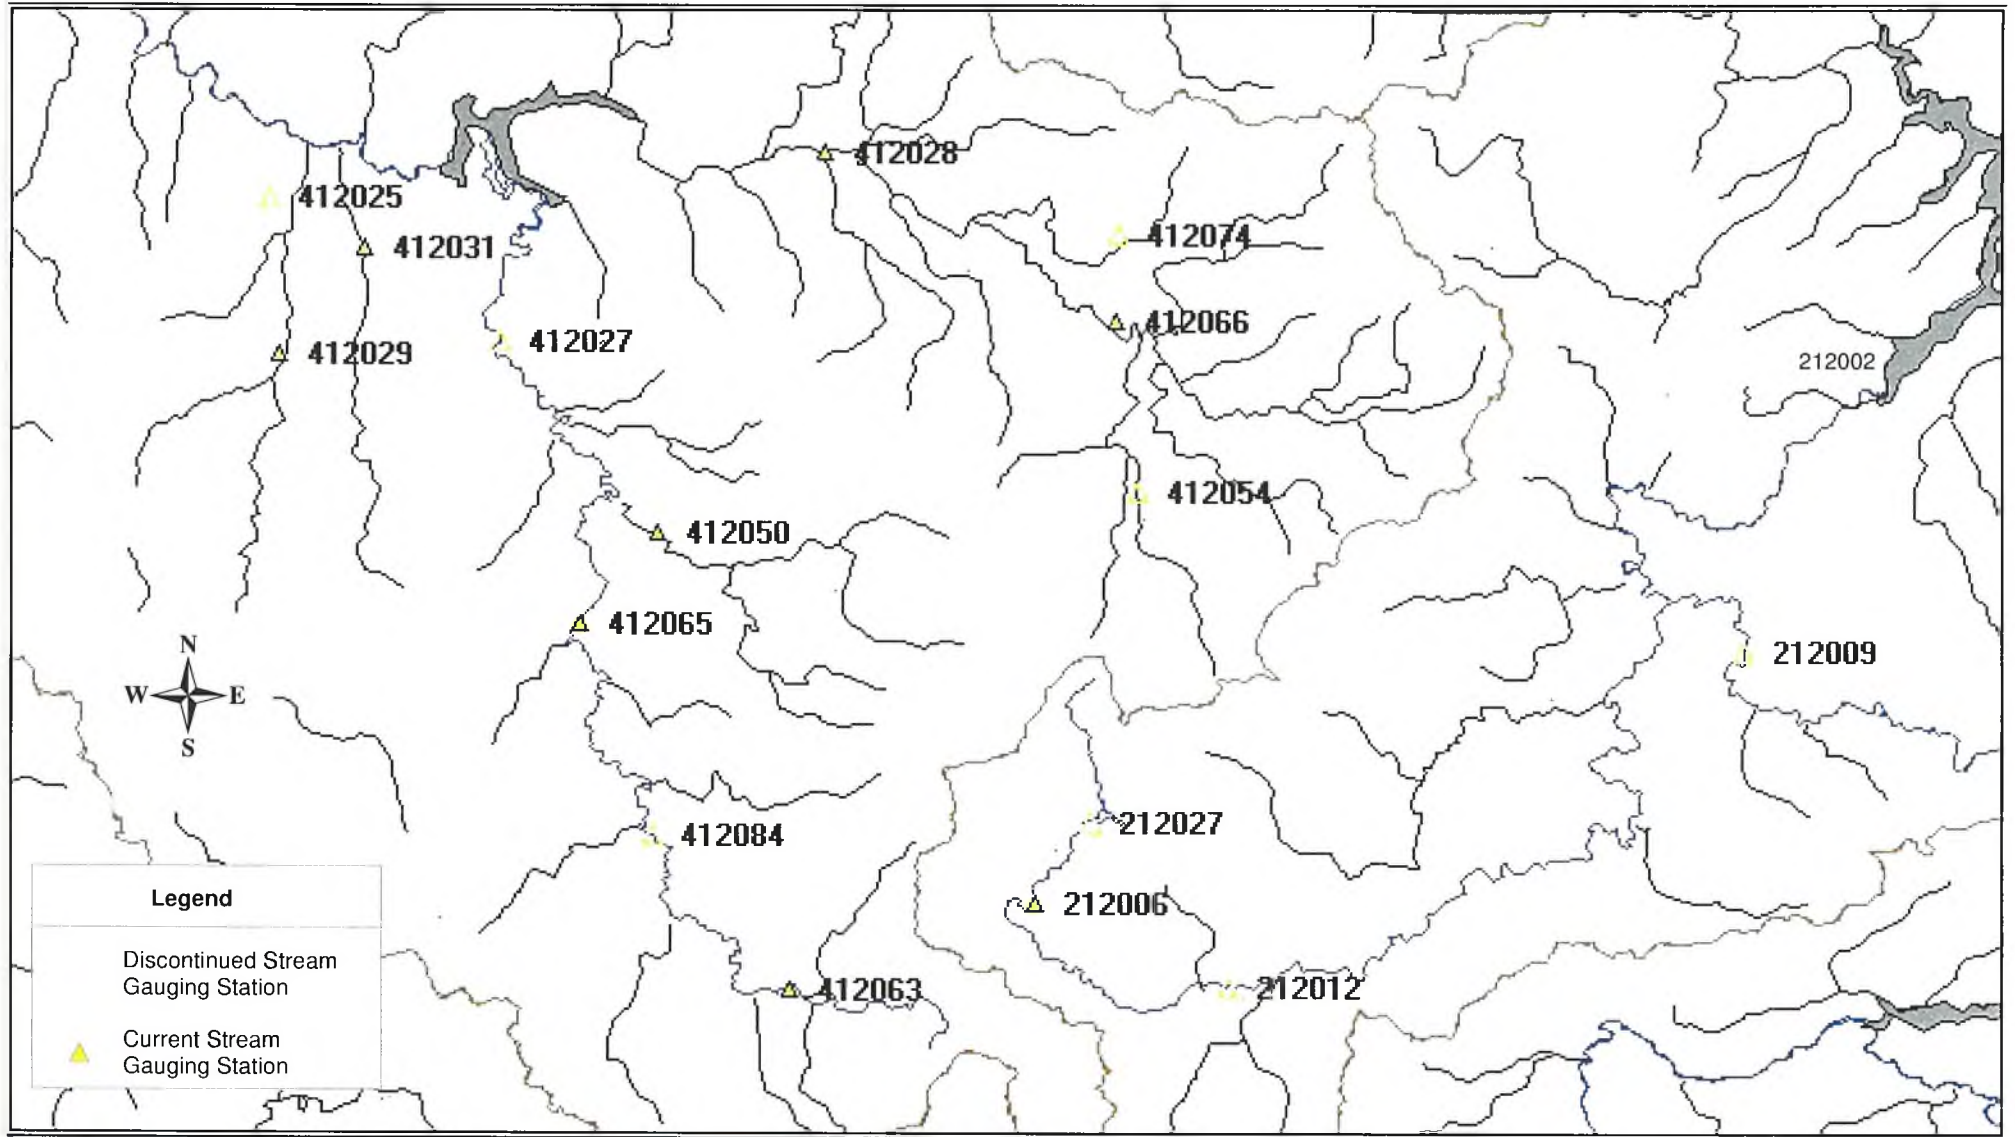 412028
412025
412074
412031
412066
412027
412029
212002
412054
412050
412065
N
W E
S
212009
212027
412084
Legend
212006
Discontinued Stream
Gauging Station
412063
212012
Current Stream
Gauging Station